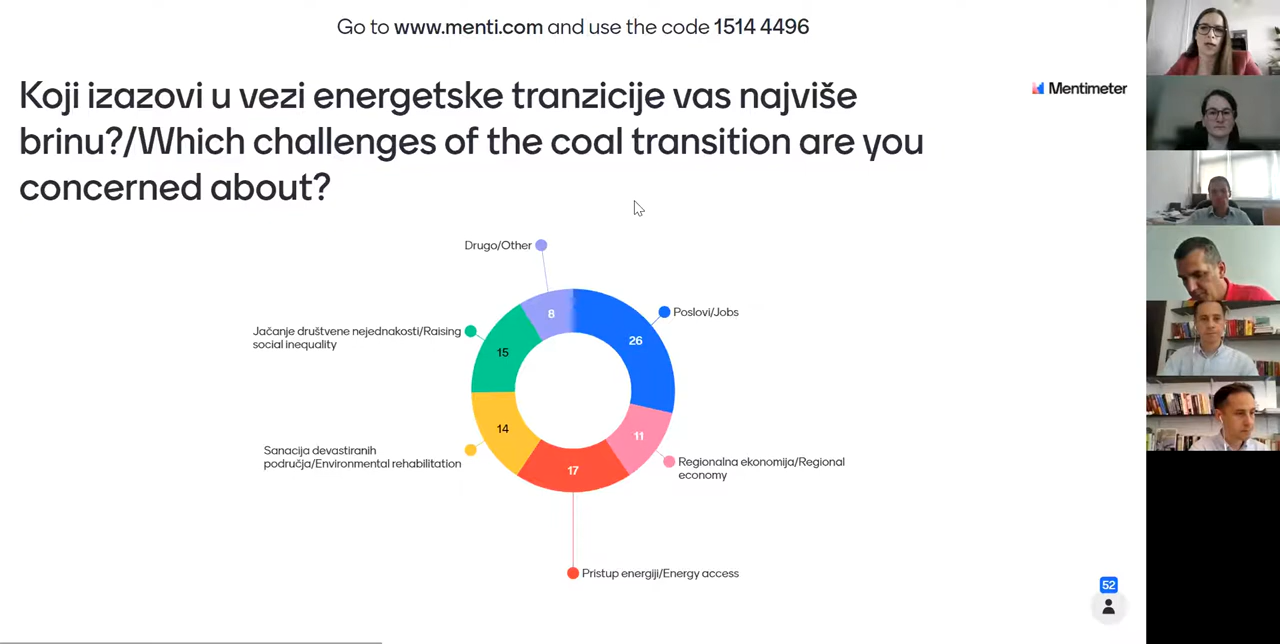 Go to www.menti.com and use the code 1514 4496
Koji izazovi u vezi energetske tranzicije vas najviše
brinu?/Which challenges of the coal transition are you
concerned about?
Mentimeter
Drugo/Other
8
Poslovi/Jobs
26
Jačanje društvene nejednakosti/Raising
social inequality
15
Sanacija devastiranih
područja/Environmental rehabilitation
14
11
Regionalna ekonomija/Regional
economy
17
Pristup energiji/Energy access
52